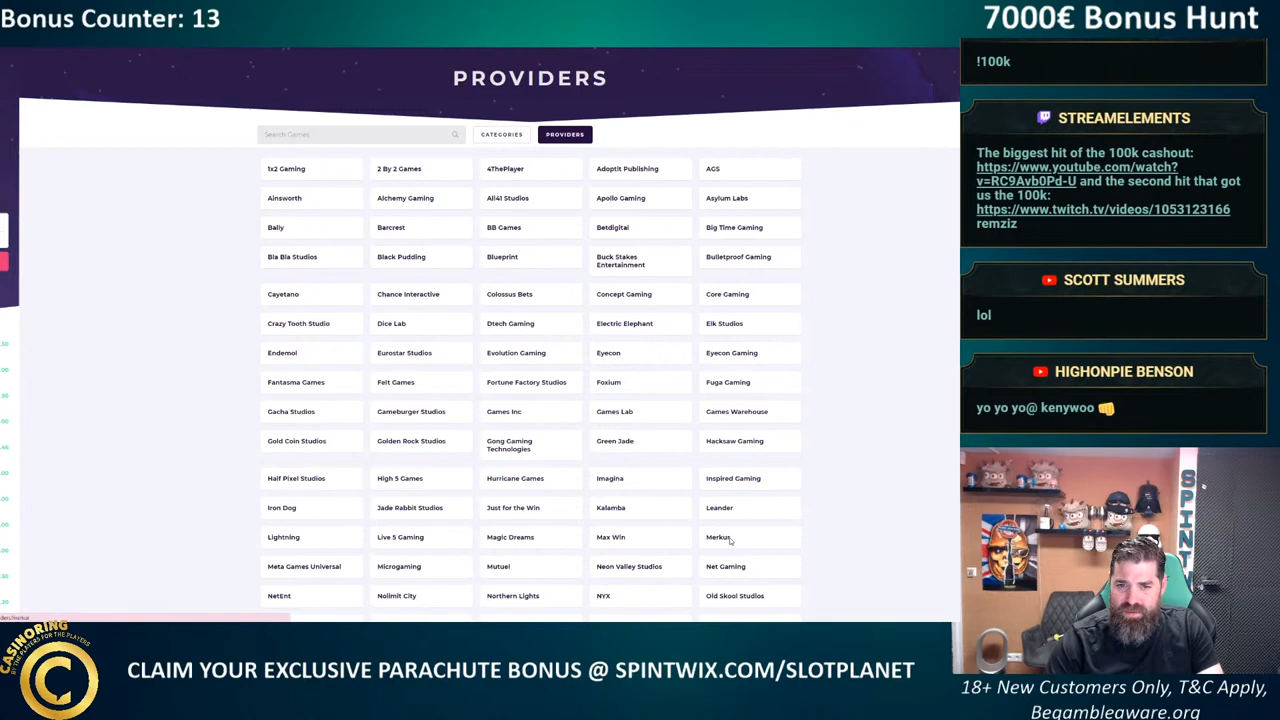 Bonus Counter: 13
7000€ Bonus Hunt
PROVIDERS
Search Games
CATEGORIES
PROVIDERS
1x2 Gaming
2 By 2 Games
4ThePlayer
Adoptit Publishing
AGS
Ainsworth
Alchemy Gaming
All41 Studios
Apollo Gaming
Asylum Labs
Bally
Barcrest
BB Games
Betdigital
Big Time Gaming
Bla Bla Studios
Black Pudding
Blueprint
Buck Stakes
Entertainment
Bulletproof Gaming
Cayetano
Chance Interactive
Colossus Bets
Concept Gaming
Core Gaming
Crazy Tooth Studio
Dice Lab
Dtech Gaming
Electric Elephant
Elk Studios
Endemol
Eurostar Studios
Evolution Gaming
Eyecon
Eyecon Gaming
Fantasma Games
Felt Games
Fortune Factory Studios
Foxium
Fuga Gaming
Gacha Studios
Gameburger Studios
Games Inc
Games Lab
Games Warehouse
Gold Coin Studios
Golden Rock Studios
Gong Gaming
Technologies
Green Jade
Hacksaw Gaming
Half Pixel Studios
High 5 Games
Hurricane Games
Imagina
Inspired Gaming
Iron Dog
Jade Rabbit Studios
Just for the Win
Kalamba
Leander
Lightning
Live 5 Gaming
Magic Dreams
Max Win
Merkur
Meta Games Universal
Microgaming
Mutuel
Neon Valley Studios
Net Gaming
NetEnt
Nolimit City
Northern Lights
NYX
Old Skool Studios
!100k
STREAMELEMENTS
The biggest hit of the 100k cashout:
https://www.youtube.com/watch?
v=RC9Avb0Pd-U and the second hit that got
us the 100k:
https://www.twitch.tv/videos/1053123166
remziz
SCOTT SUMMERS
lol
HIGHONPIE BENSON
yo yo yo@ kenywoo 👊
SPINT
CASINORING
BY THE PLAYERS FOR THE PLAYERS
CLAIM YOUR EXCLUSIVE PARACHUTE BONUS @ SPINTWIX.COM/SLOTPLANET
18+ New Customers Only, T&C Apply,
Begambleaware.org